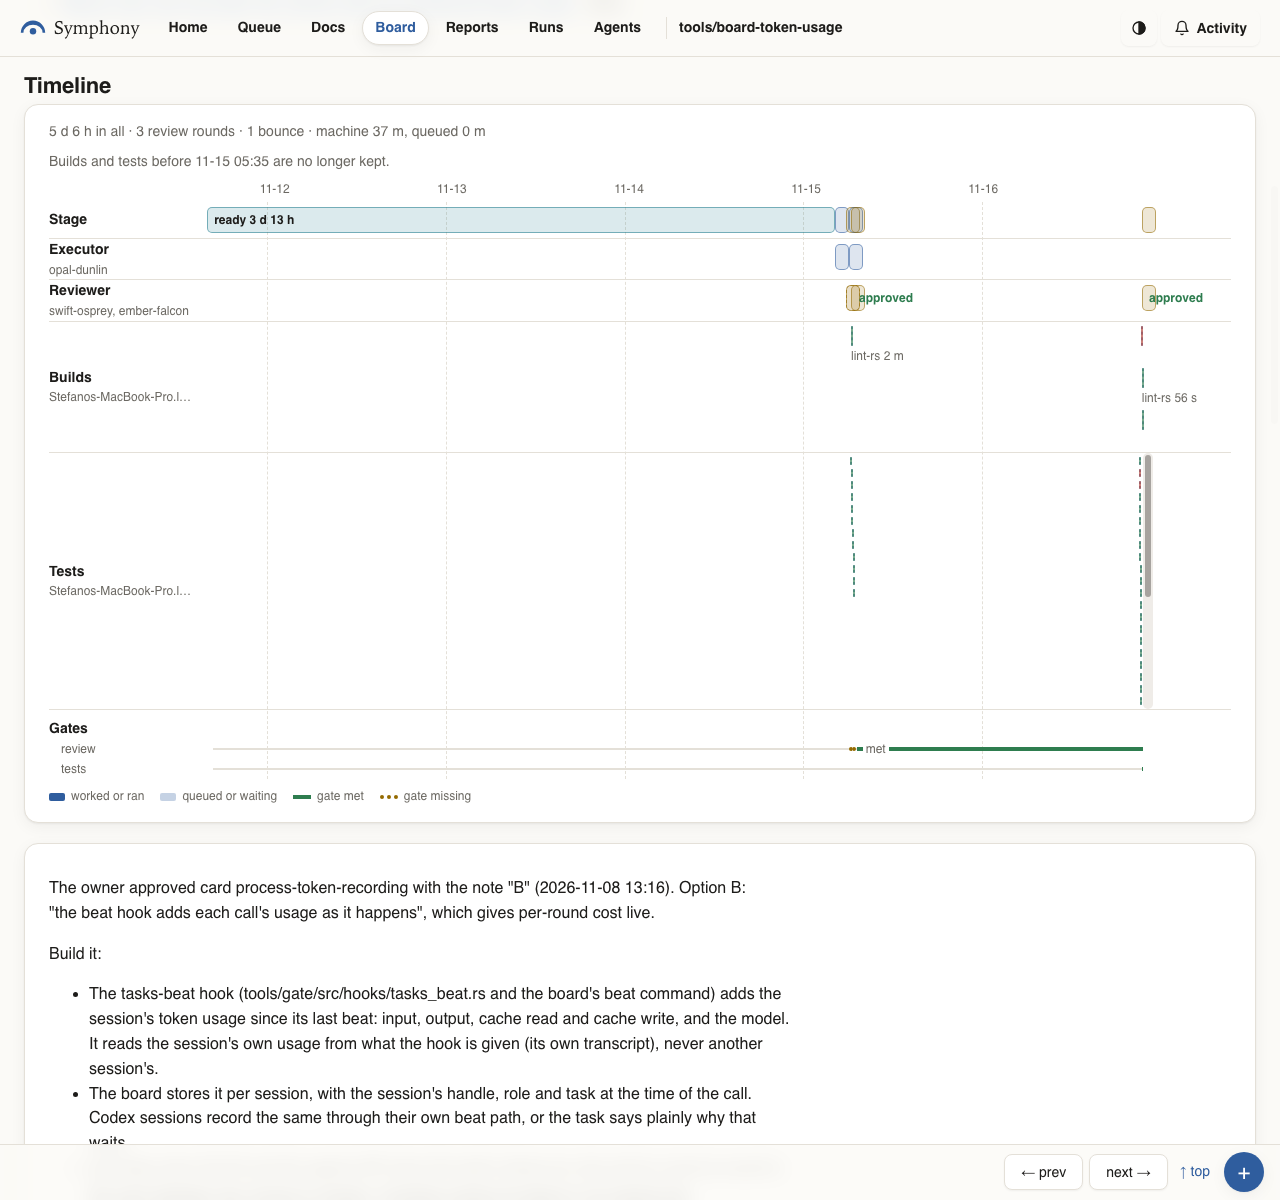 Symphony Home Queue Docs Board Reports Runs Agents tools/board-token-usage Activity
Timeline
5 d 6 h in all · 3 review rounds · 1 bounce · machine 37 m, queued 0 m
Builds and tests before 11-15 05:35 are no longer kept.
11-12 11-13 11-14 11-15 11-16
Stage
ready 3 d 13 h
Executor
opal-dunlin
Reviewer
swift-osprey, ember-falcon
approved
approved
lint-rs 2 m
Builds
Stefanos-MacBook-Pro.l…
lint-rs 56 s
Tests
Stefanos-MacBook-Pro.l…
Gates
review
met
tests
worked or ran queued or waiting gate met gate missing
The owner approved card process-token-recording with the note "B" (2026-11-08 13:16). Option B:
"the beat hook adds each call's usage as it happens", which gives per-round cost live.
Build it:
• The tasks-beat hook (tools/gate/src/hooks/tasks_beat.rs and the board's beat command) adds the
session's token usage since its last beat: input, output, cache read and cache write, and the model.
It reads the session's own usage from what the hook is given (its own transcript), never another
session's.
• The board stores it per session, with the session's handle, role and task at the time of the call.
Codex sessions record the same through their own beat path, or the task says plainly why that
waits.
← prev next → ↑ top +